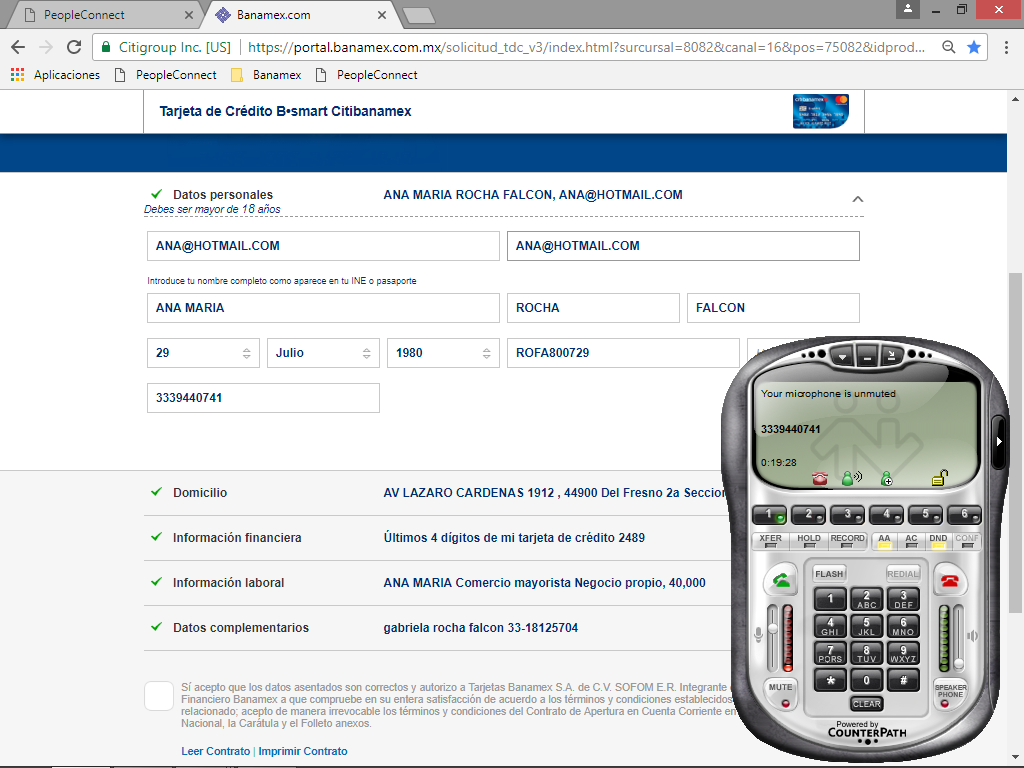 PeopleConnect
Banamex.com
Citigroup Inc. [US] | https://portal.banamex.com.mx/solicitud_tdc_v3/index.html?surcursal=8082&canal=16&pos=75082&idprod...
Aplicaciones PeopleConnect Banamex PeopleConnect
Tarjeta de Crédito B•smart Citibanamex
Datos personales ANA MARIA ROCHA FALCON, ANA@HOTMAIL.COM
Debes ser mayor de 18 años
ANA@HOTMAIL.COM ANA@HOTMAIL.COM
Introduce tu nombre completo como aparece en tu INE o pasaporte
ANA MARIA ROCHA FALCON
29 Julio 1980 ROFA800729
3339440741
Domicilio AV LAZARO CARDENAS 1912 , 44900 Del Fresno 2a Seccion
Información financiera Últimos 4 dígitos de mi tarjeta de crédito 2489
Información laboral ANA MARIA Comercio mayorista Negocio propio, 40,000
Datos complementarios gabriela rocha falcon 33-18125704
Sí acepto que los datos asentados son correctos y autorizo a Tarjetas Banamex S.A. de C.V. SOFOM E.R. Integrante
Financiero Banamex a que compruebe en su entera satisfacción de acuerdo a los términos y condiciones establecidos
relacionado; acepto de manera irrevocable los términos y condiciones del Contrato de Apertura en Cuenta Corriente en
Nacional, la Carátula y el Folleto anexos.
Leer Contrato | Imprimir Contrato
Your microphone is unmuted
3339440741
0:19:28
1 2 3 4 5 6
XFER HOLD RECORD AA AC DND CONF
FLASH REDIAL
1 2 ABC 3 DEF
4 GHI 5 JKL 6 MNO
7 PQRS 8 TUV 9 WXYZ
* 0 #
MUTE SPEAKER PHONE
CLEAR
Powered by
COUNTERPATH